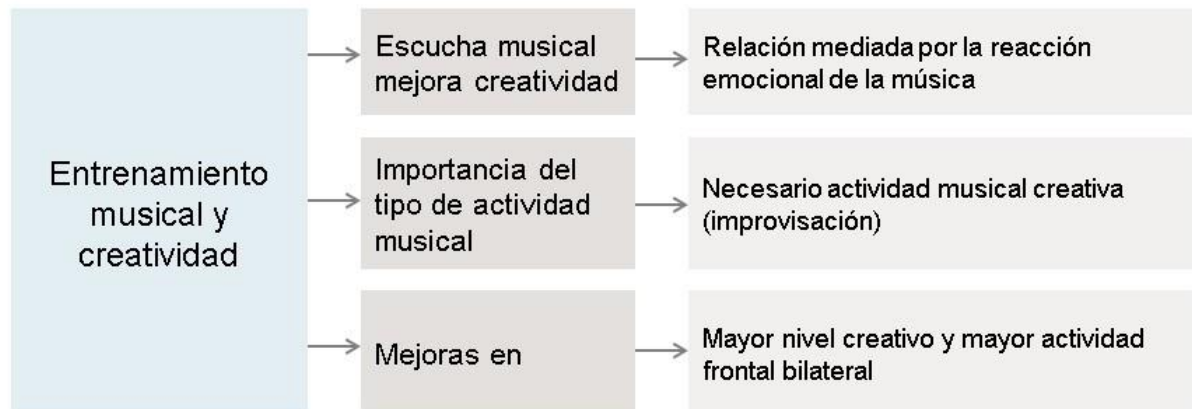 Entrenamiento
musical y
creatividad
Escucha musical
mejora creatividad
Relación mediada por la reacción
emocional de la música
Importancia del
tipo de actividad
musical
Necesario actividad musical creativa
(improvisación)
Mejoras en
Mayor nivel creativo y mayor actividad
frontal bilateral